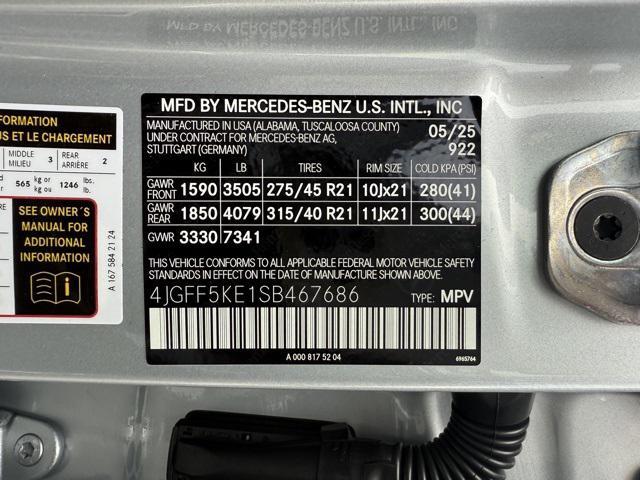 MFD BY MERCEDES-BENZ U.S. INTL., INC
MANUFACTURED IN USA (ALABAMA, TUSCALOOSA COUNTY) 05/25
UNDER CONTRACT FOR MERCEDES-BENZ AG,
STUTTGART (GERMANY) 922
KG LB TIRES RIM SIZE COLD KPA (PSI)
GAWR FRONT 1590 3505 275/45 R21 10Jx21 280(41)
GAWR REAR 1850 4079 315/40 R21 11Jx21 300(44)
GVWR 3330 7341
THIS VEHICLE CONFORMS TO ALL APPLICABLE FEDERAL MOTOR VEHICLE SAFETY
STANDARDS IN EFFECT ON THE DATE OF MANUFACTURE SHOWN ABOVE.
4JGFF5KE1SB467686 TYPE: MPV
A 000 817 52 04 6965764
FORMATION
US ET LE CHARGEMENT
MIDDLE MILIEU 3 REAR ARRIÈRE 2
d 565 kg or kg ou 1246 lbs. lb.
SEE OWNER´S
MANUAL FOR
ADDITIONAL
INFORMATION
A 167 584 21 24